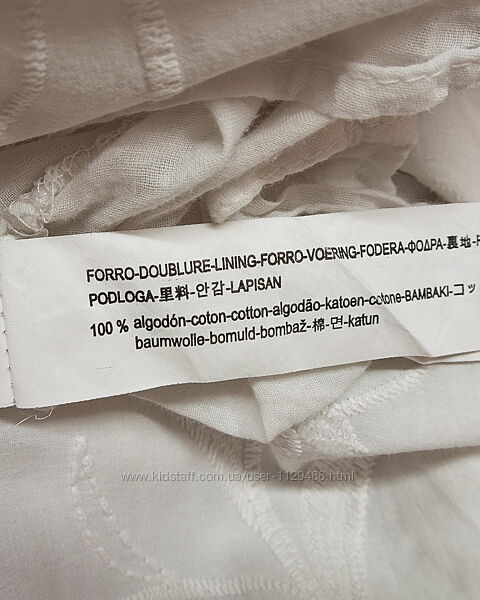 FORRO-DOUBLURE-LINING-FORRO-VOERING-FODERA-ΦΟΔΡΑ-裏地-
PODLOGA-里料-안감-LAPISAN
100 % algodón-coton-cotton-algodão-katoen-cotone-BAMBAKI-コッ
baumwolle-bomuld-bombaž-棉-면-katun
www.kidstaff.com.ua/user-1129488.html